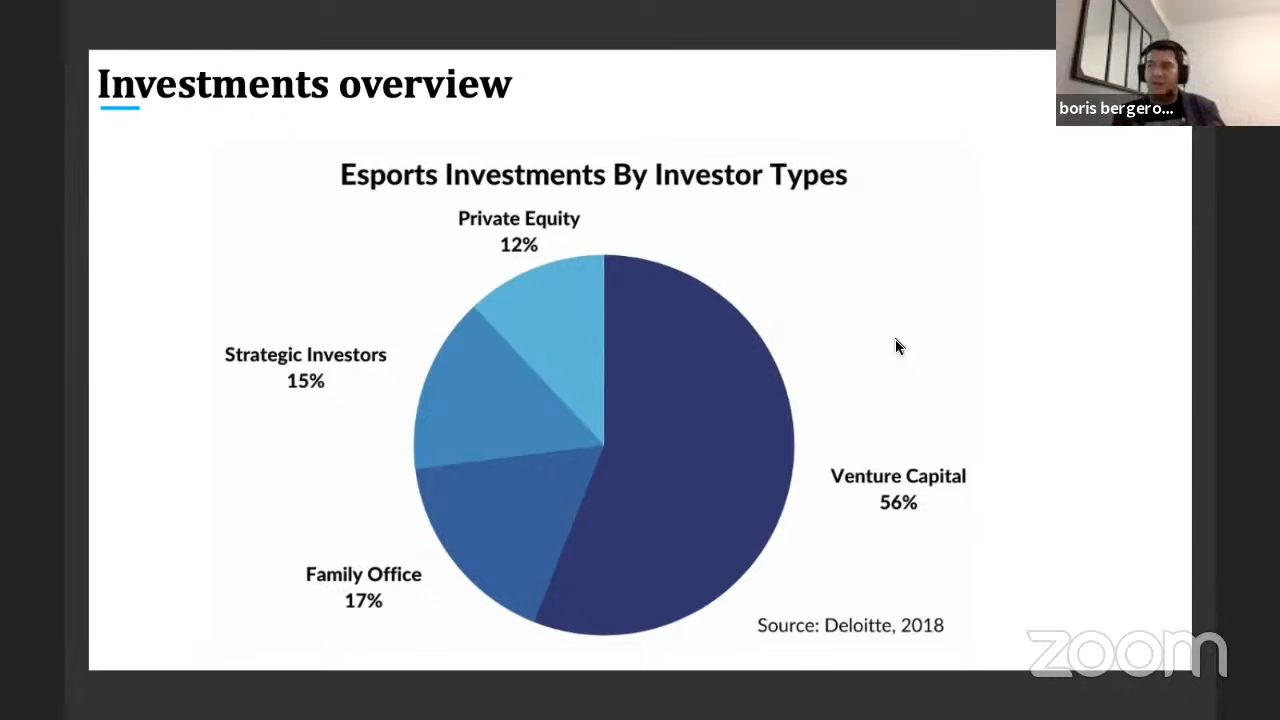 Investments overview
boris bergero...
Esports Investments By Investor Types
Private Equity
12%
Strategic Investors
15%
Venture Capital
56%
Family Office
17%
Source: Deloitte, 2018
zoom